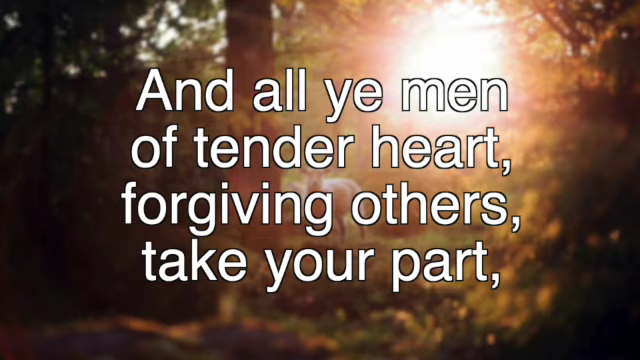 And all ye men
of tender heart,
forgiving others,
take your part,